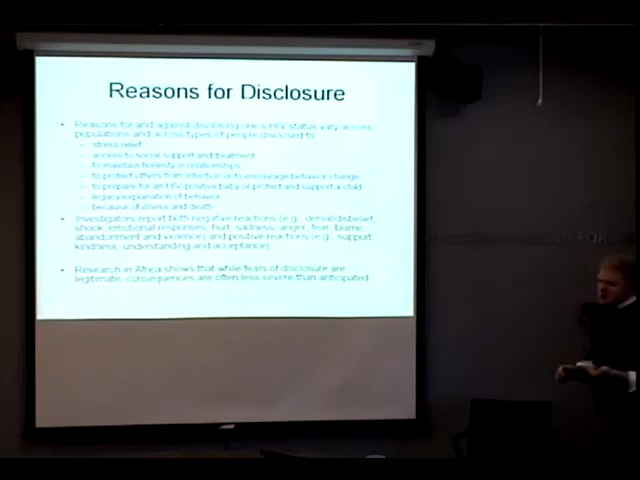 Reasons for Disclosure
• Reasons for and against disclosing one's HIV status vary across
populations and across types of people disclosed to:
– stress relief
– access to social support and treatment
– to maintain honesty in relationships
– to protect others from infection or to encourage behavior change
– to prepare for an HIV-positive baby or protect and support a child
– legacy/explanation of behavior
– because of illness and death
• Investigators report both negative reactions (e.g., denial/disbelief,
shock, emotional responses, hurt, sadness, anger, fear, blame,
abandonment and violence) and positive reactions (e.g., support,
kindness, understanding and acceptance).
• Research in Africa shows that while fears of disclosure are
legitimate, consequences are often less severe than anticipated.
FOR